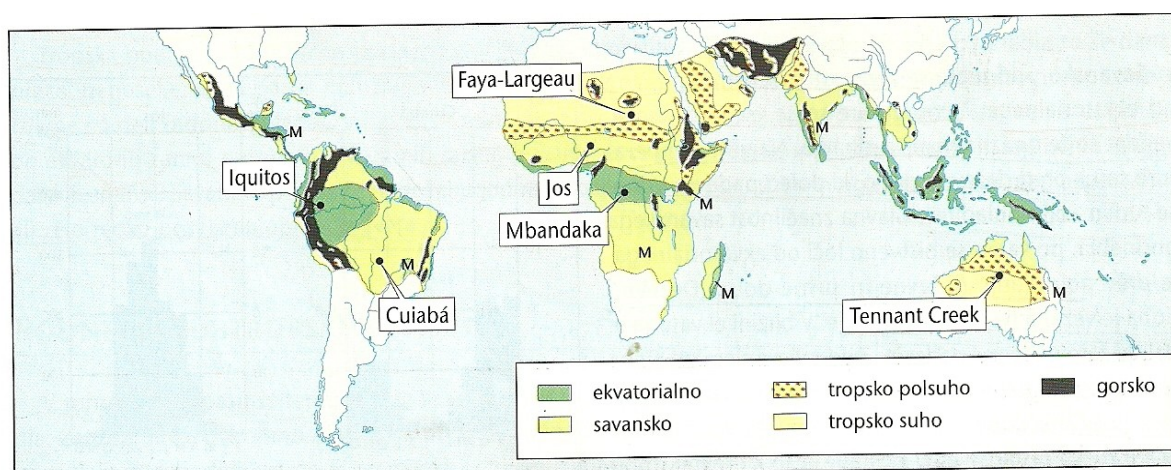 Faya-Largeau
M
Iquitos
M
Jos
Mbandaka
M
M
M
M
M
Cuiabá
Tennant Creek
ekvatorialno
savansko
tropsko polsuho
tropsko suho
gorsko